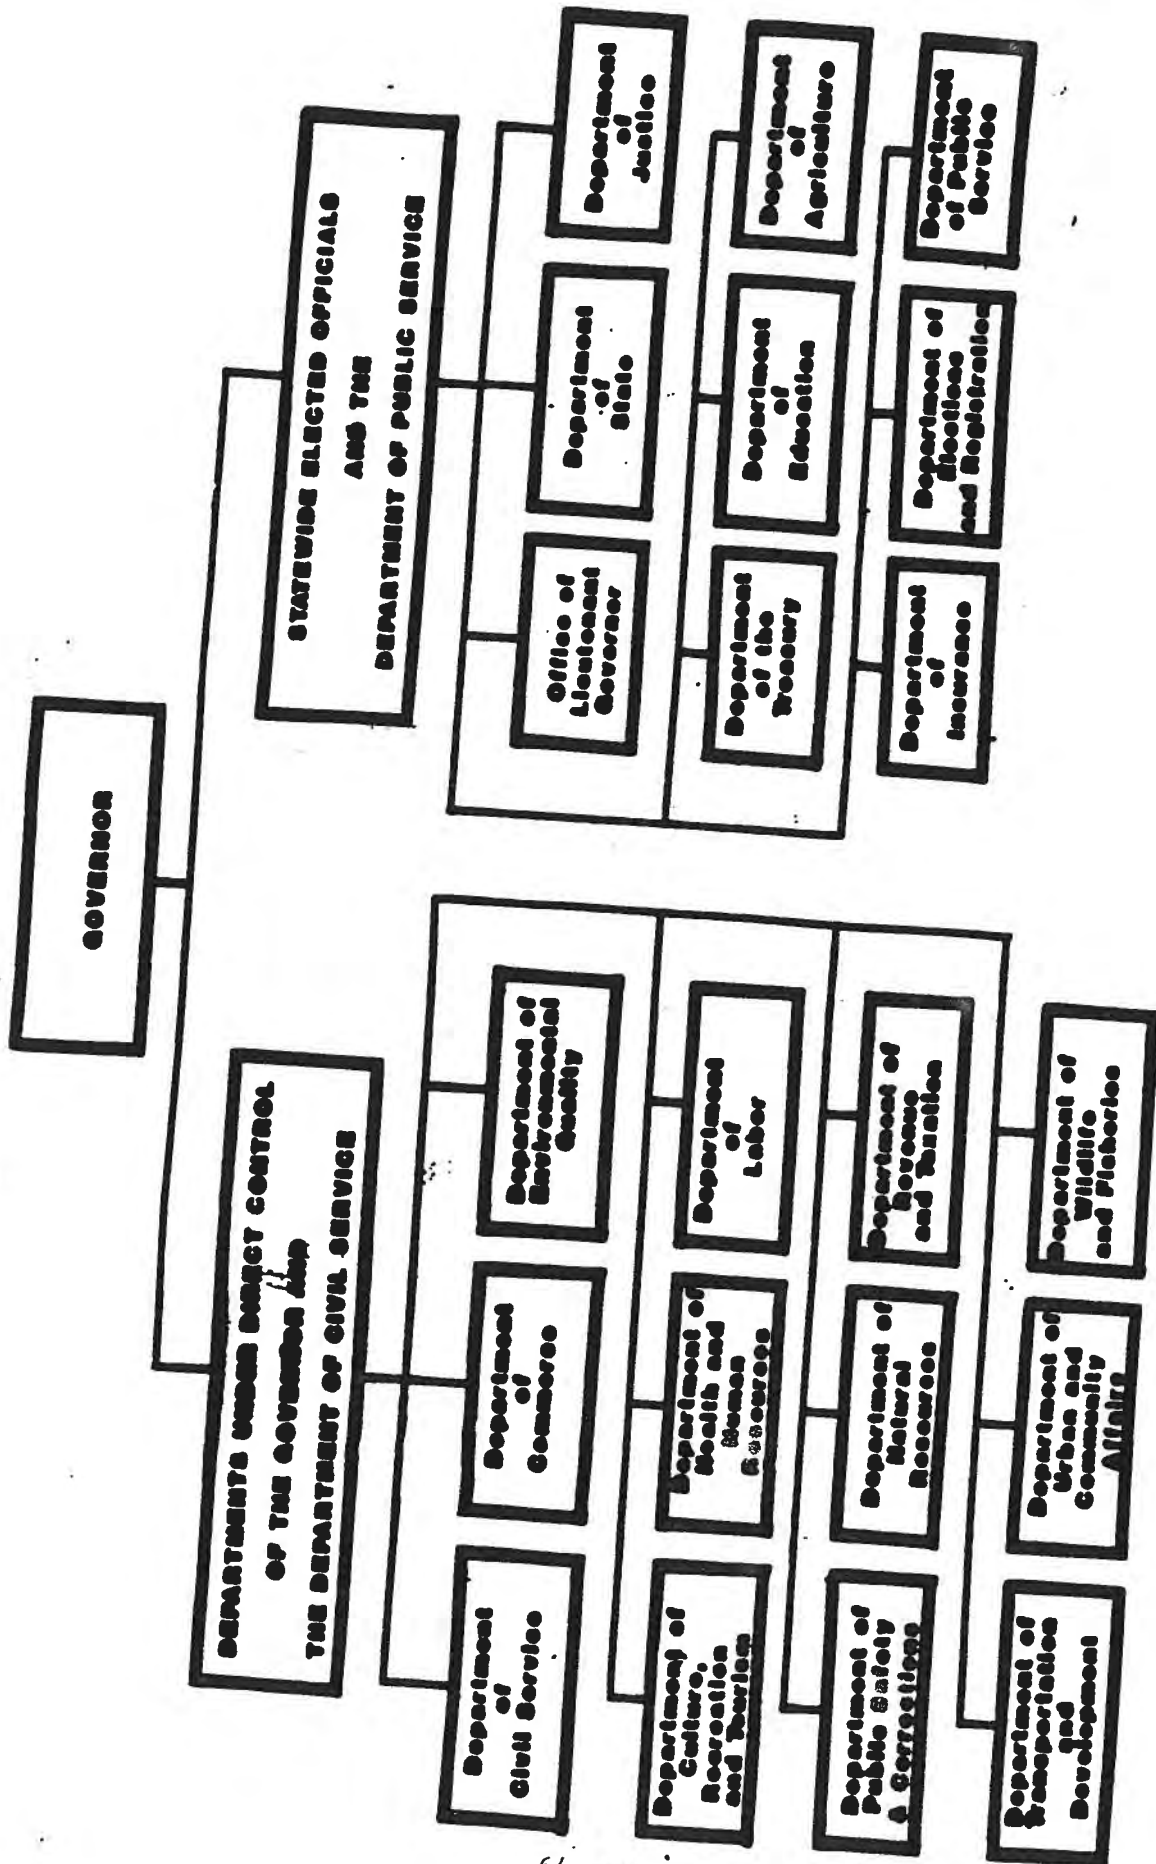 GOVERNOR
DEPARTMENTS UNDER DIRECT CONTROL
OF THE GOVERNOR AND
THE DEPARTMENT OF CIVIL SERVICE
STATEWIDE ELECTED OFFICIALS
AND THE
DEPARTMENT OF PUBLIC SERVICE
Department
of
Civil Service
Department
of
Commerce
Department of
Environmental
Quality
Department of
Culture,
Recreation
and Tourism
Department of
Health and
Human
Resources
Department
of
Labor
Department of
Public Safety
& Corrections
Department of
Natural
Resources
Department of
Revenue
and Taxation
Department of
Transportation
and
Development
Department of
Urban and
Community
Affairs
Department of
Wildlife
and Fisheries
Office of
Lieutenant
Governor
Department
of
State
Department
of
Justice
Department
of the
Treasury
Department
of
Education
Department
of
Agriculture
Department
of
Insurance
Department of
Elections
and Registration
Department
of Public
Service